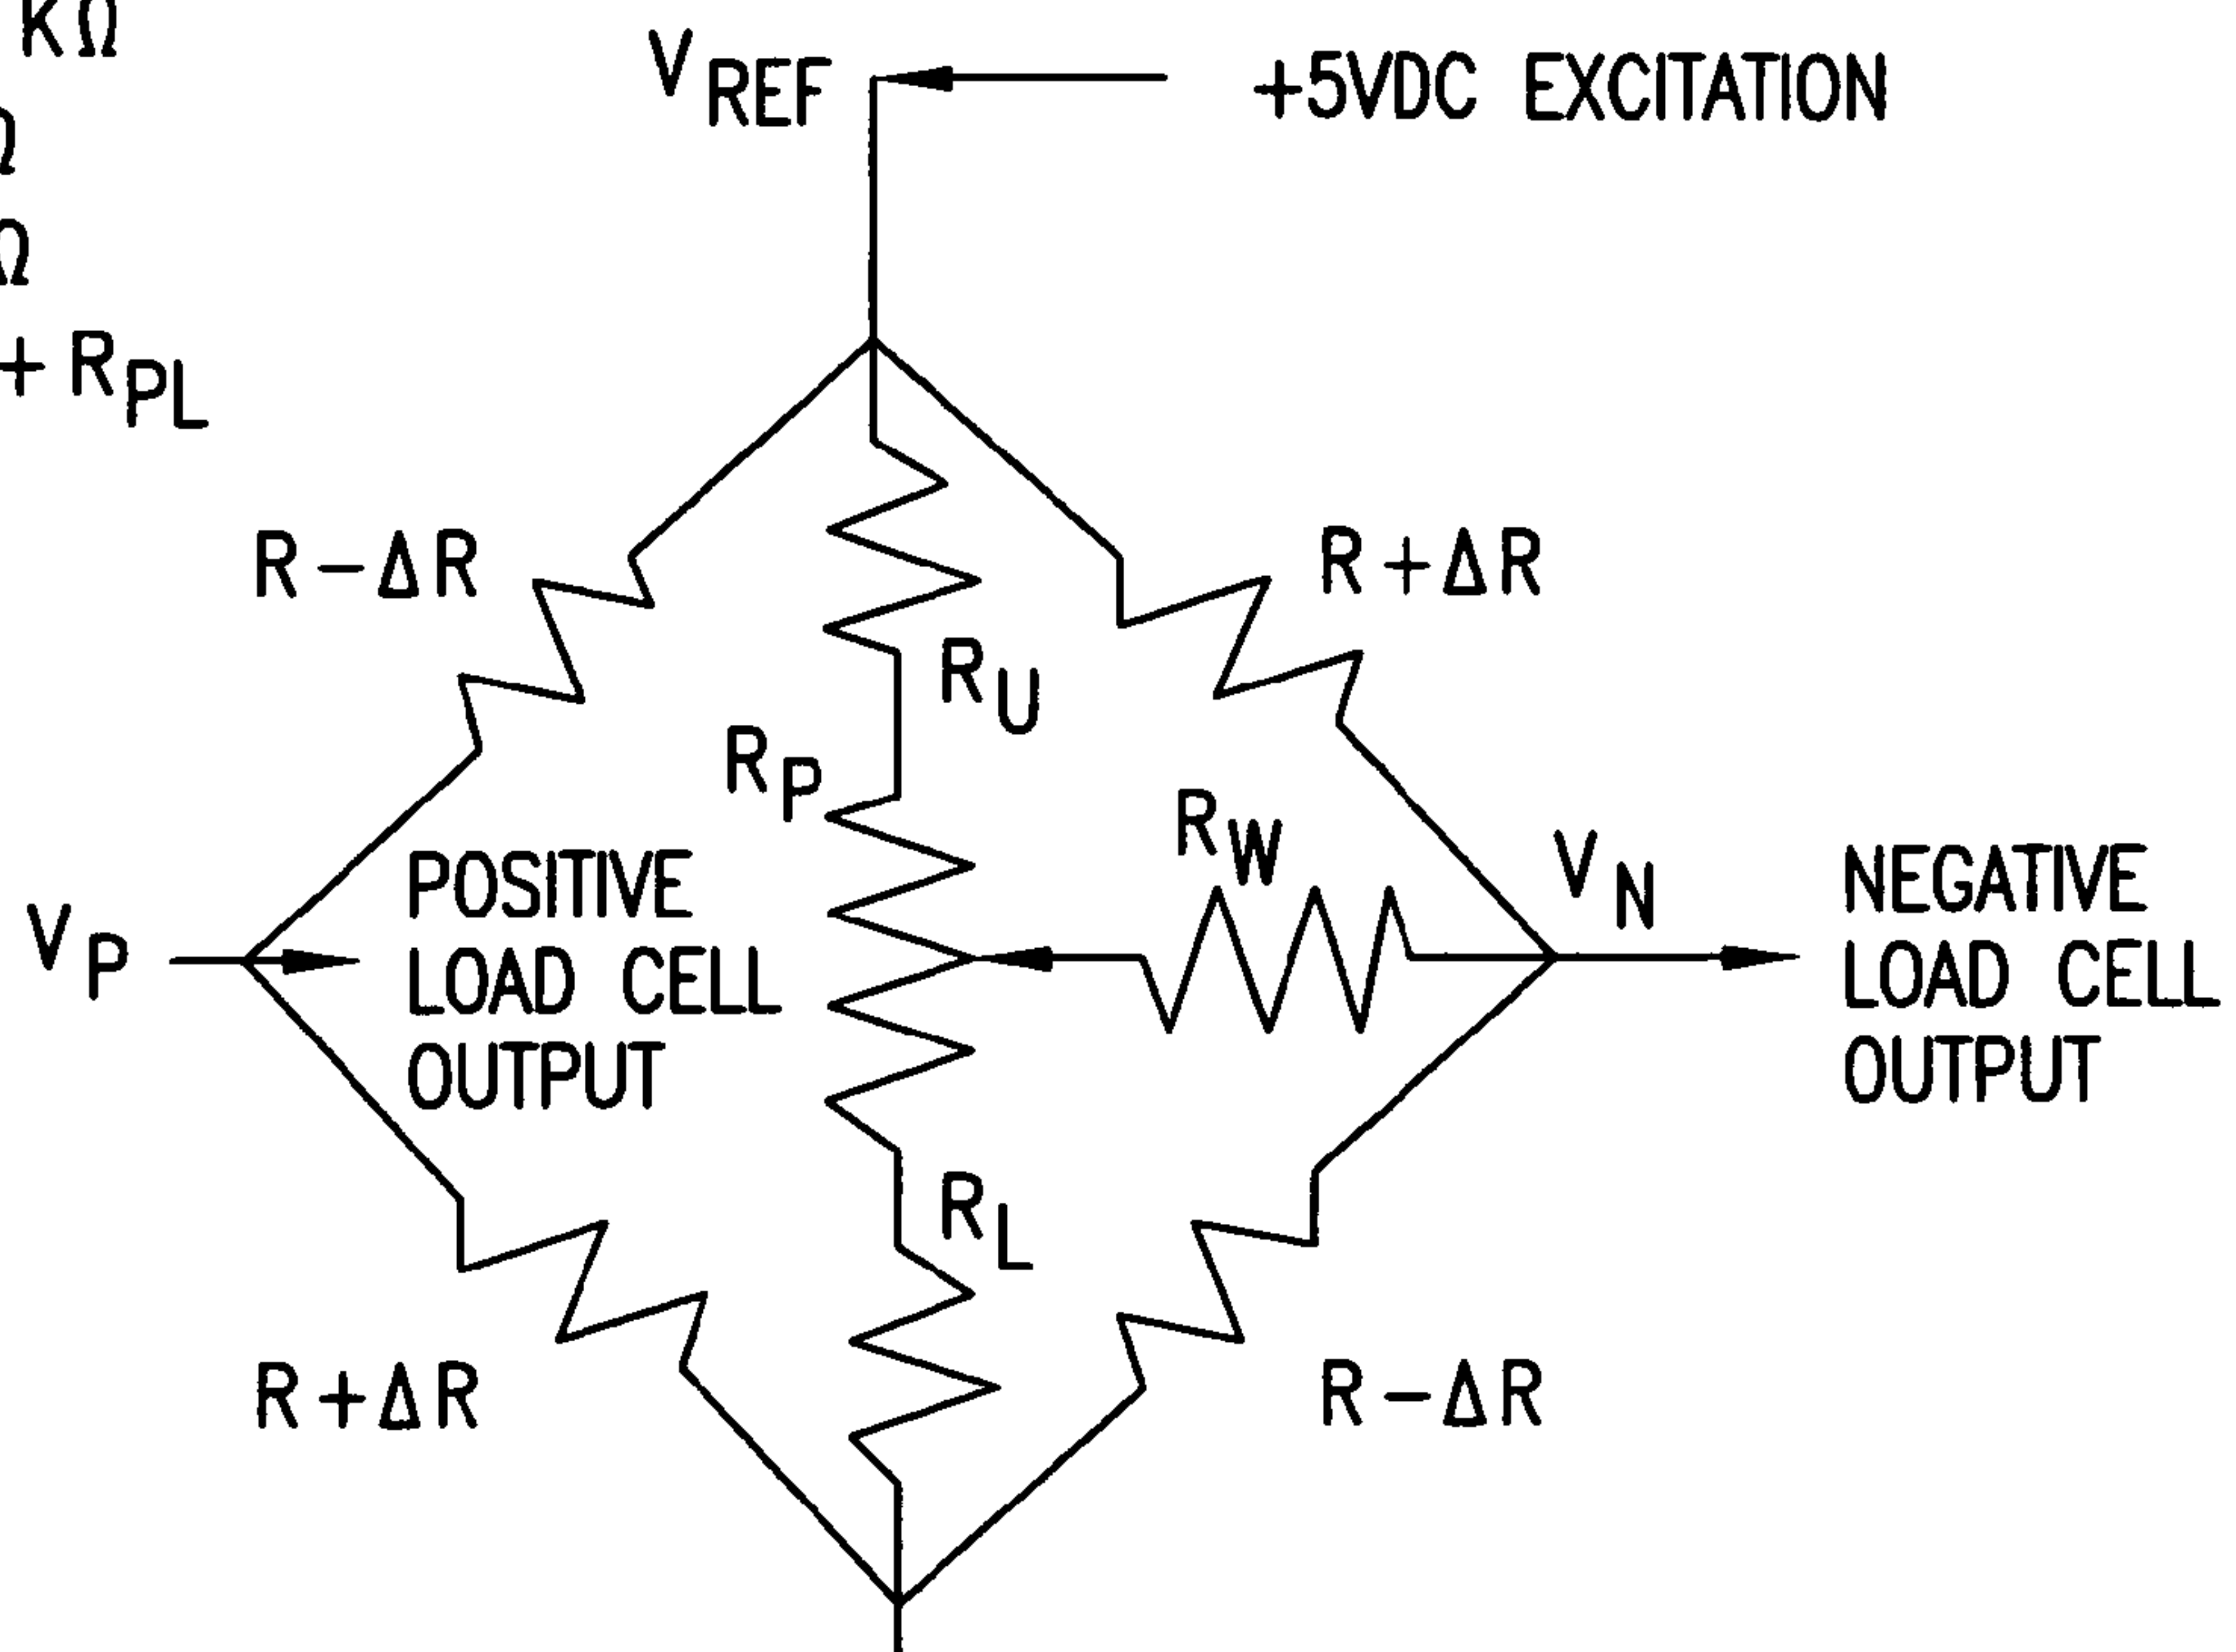 KΩ
Ω
Ω
+ RPL
VREF
+5VDC EXCITATION
R-ΔR
R+ΔR
RU
RP
RW
VP
POSITIVE
LOAD CELL
OUTPUT
VN
NEGATIVE
LOAD CELL
OUTPUT
RL
R+ΔR
R-ΔR